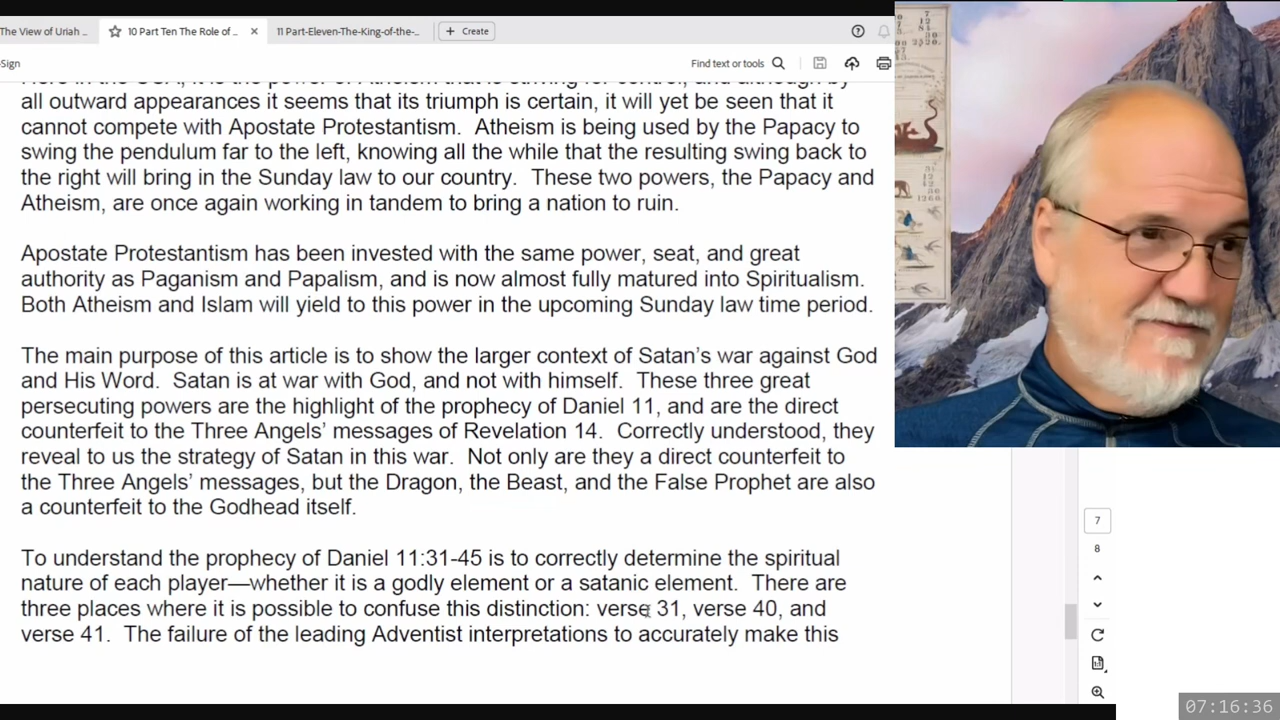 The View of Uriah ...
10 Part Ten The Role of ...
11 Part-Eleven-The-King-of-the-...
Create
Sign
Find text or tools
all outward appearances it seems that its triumph is certain, it will yet be seen that it
cannot compete with Apostate Protestantism.  Atheism is being used by the Papacy to
swing the pendulum far to the left, knowing all the while that the resulting swing back to
the right will bring in the Sunday law to our country.  These two powers, the Papacy and
Atheism, are once again working in tandem to bring a nation to ruin.
Apostate Protestantism has been invested with the same power, seat, and great
authority as Paganism and Papalism, and is now almost fully matured into Spiritualism.
Both Atheism and Islam will yield to this power in the upcoming Sunday law time period.
The main purpose of this article is to show the larger context of Satan's war against God
and His Word.  Satan is at war with God, and not with himself.  These three great
persecuting powers are the highlight of the prophecy of Daniel 11, and are the direct
counterfeit to the Three Angels' messages of Revelation 14.  Correctly understood, they
reveal to us the strategy of Satan in this war.  Not only are they a direct counterfeit to
the Three Angels' messages, but the Dragon, the Beast, and the False Prophet are also
a counterfeit to the Godhead itself.
To understand the prophecy of Daniel 11:31-45 is to correctly determine the spiritual
nature of each player—whether it is a godly element or a satanic element.  There are
three places where it is possible to confuse this distinction: verse 31, verse 40, and
verse 41.  The failure of the leading Adventist interpretations to accurately make this
7
8
07:16:36